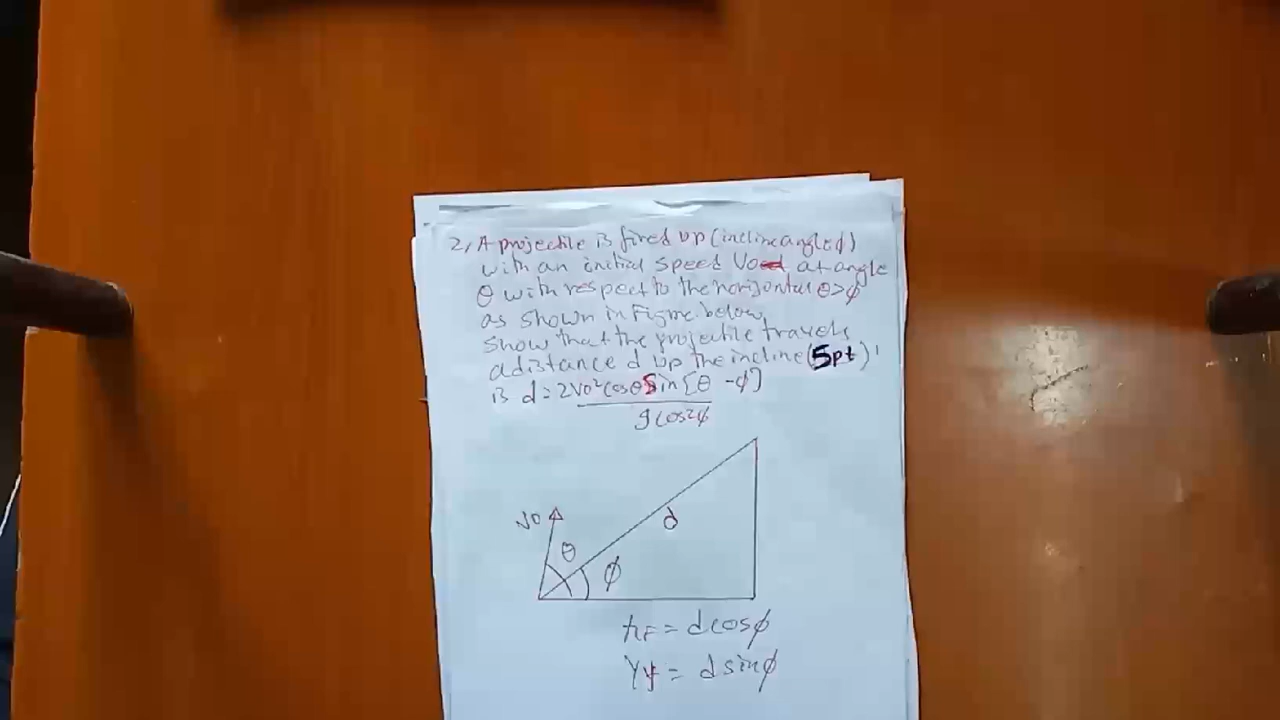 2, A projectile is fired up (incline angle ϕ)
with an initial speed Vo at angle
θ with respect to the horizontal θ>ϕ
as shown in Figure below,
Show that the projectile travels
a distance d up the incline (5pt)
is d = 2Vo² cosθ Sin[θ - ϕ]
g cos²ϕ
Vo
θ
ϕ
d
xF = d cosϕ
Yf = d sinϕ